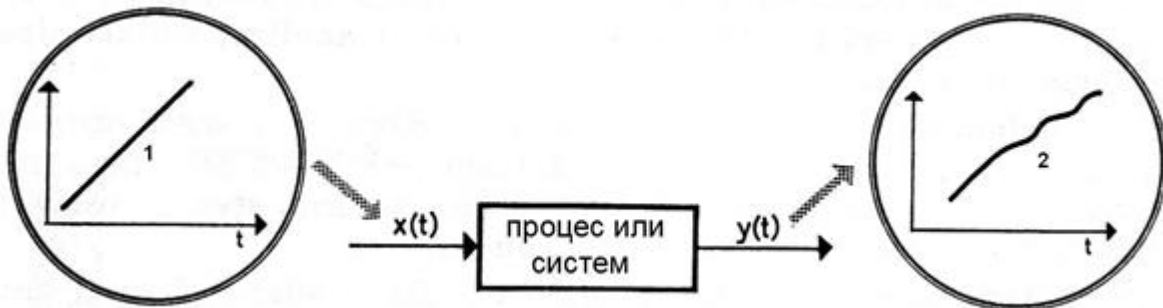 1
t
x(t)
процес или
систем
y(t)
2
t